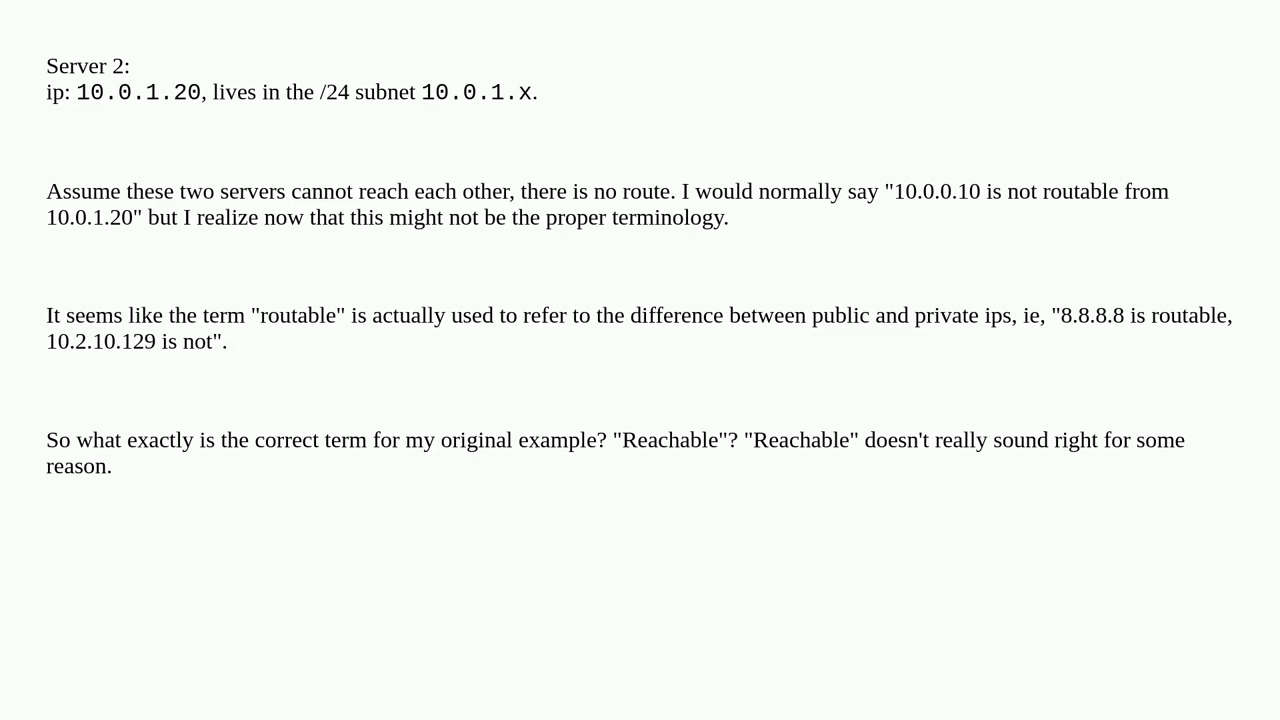 Server 2:
ip: 10.0.1.20, lives in the /24 subnet 10.0.1.x.
Assume these two servers cannot reach each other, there is no route. I would normally say "10.0.0.10 is not routable from
10.0.1.20" but I realize now that this might not be the proper terminology.
It seems like the term "routable" is actually used to refer to the difference between public and private ips, ie, "8.8.8.8 is routable,
10.2.10.129 is not".
So what exactly is the correct term for my original example? "Reachable"? "Reachable" doesn't really sound right for some
reason.